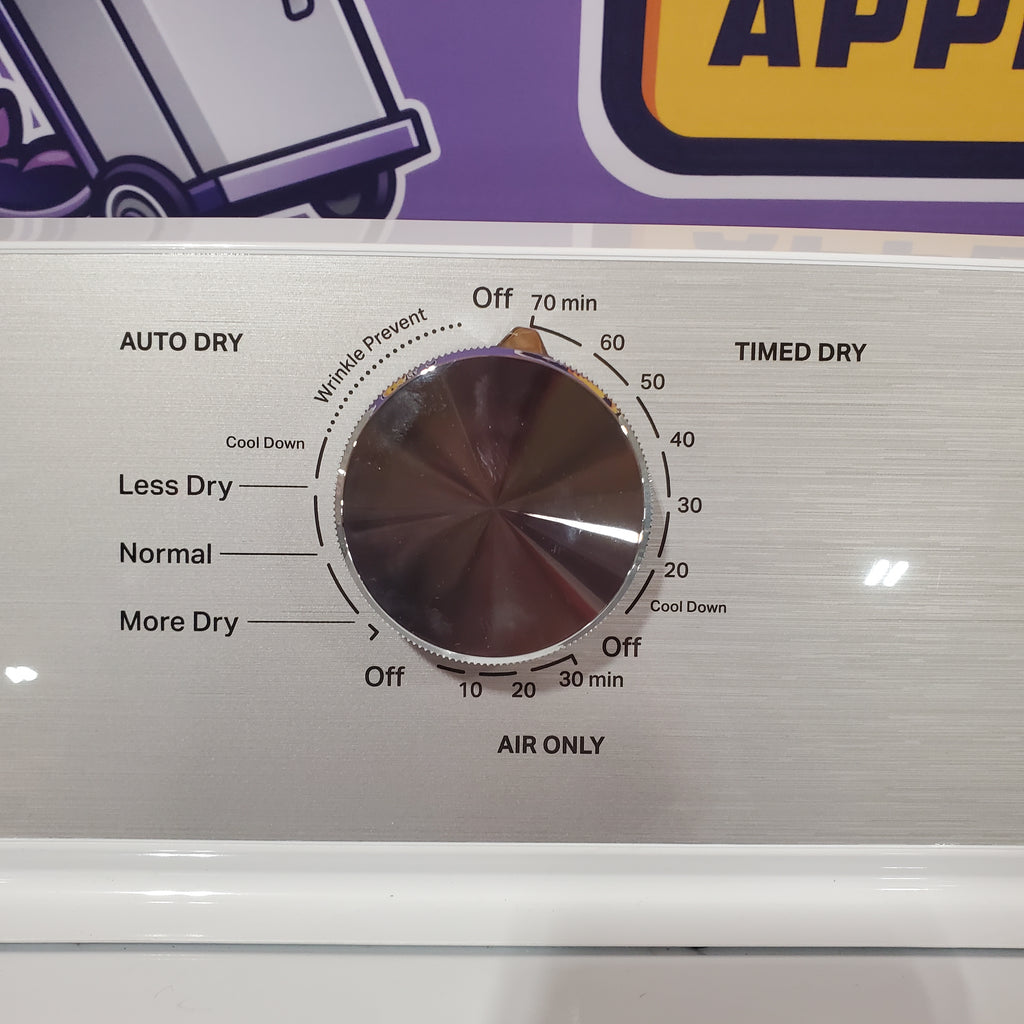 APP
Off
70 min
60
50
40
30
20
Cool Down
Off
TIMED DRY
AUTO DRY
Wrinkle Prevent
Cool Down
Less Dry
Normal
More Dry
Off
10
20
30 min
AIR ONLY